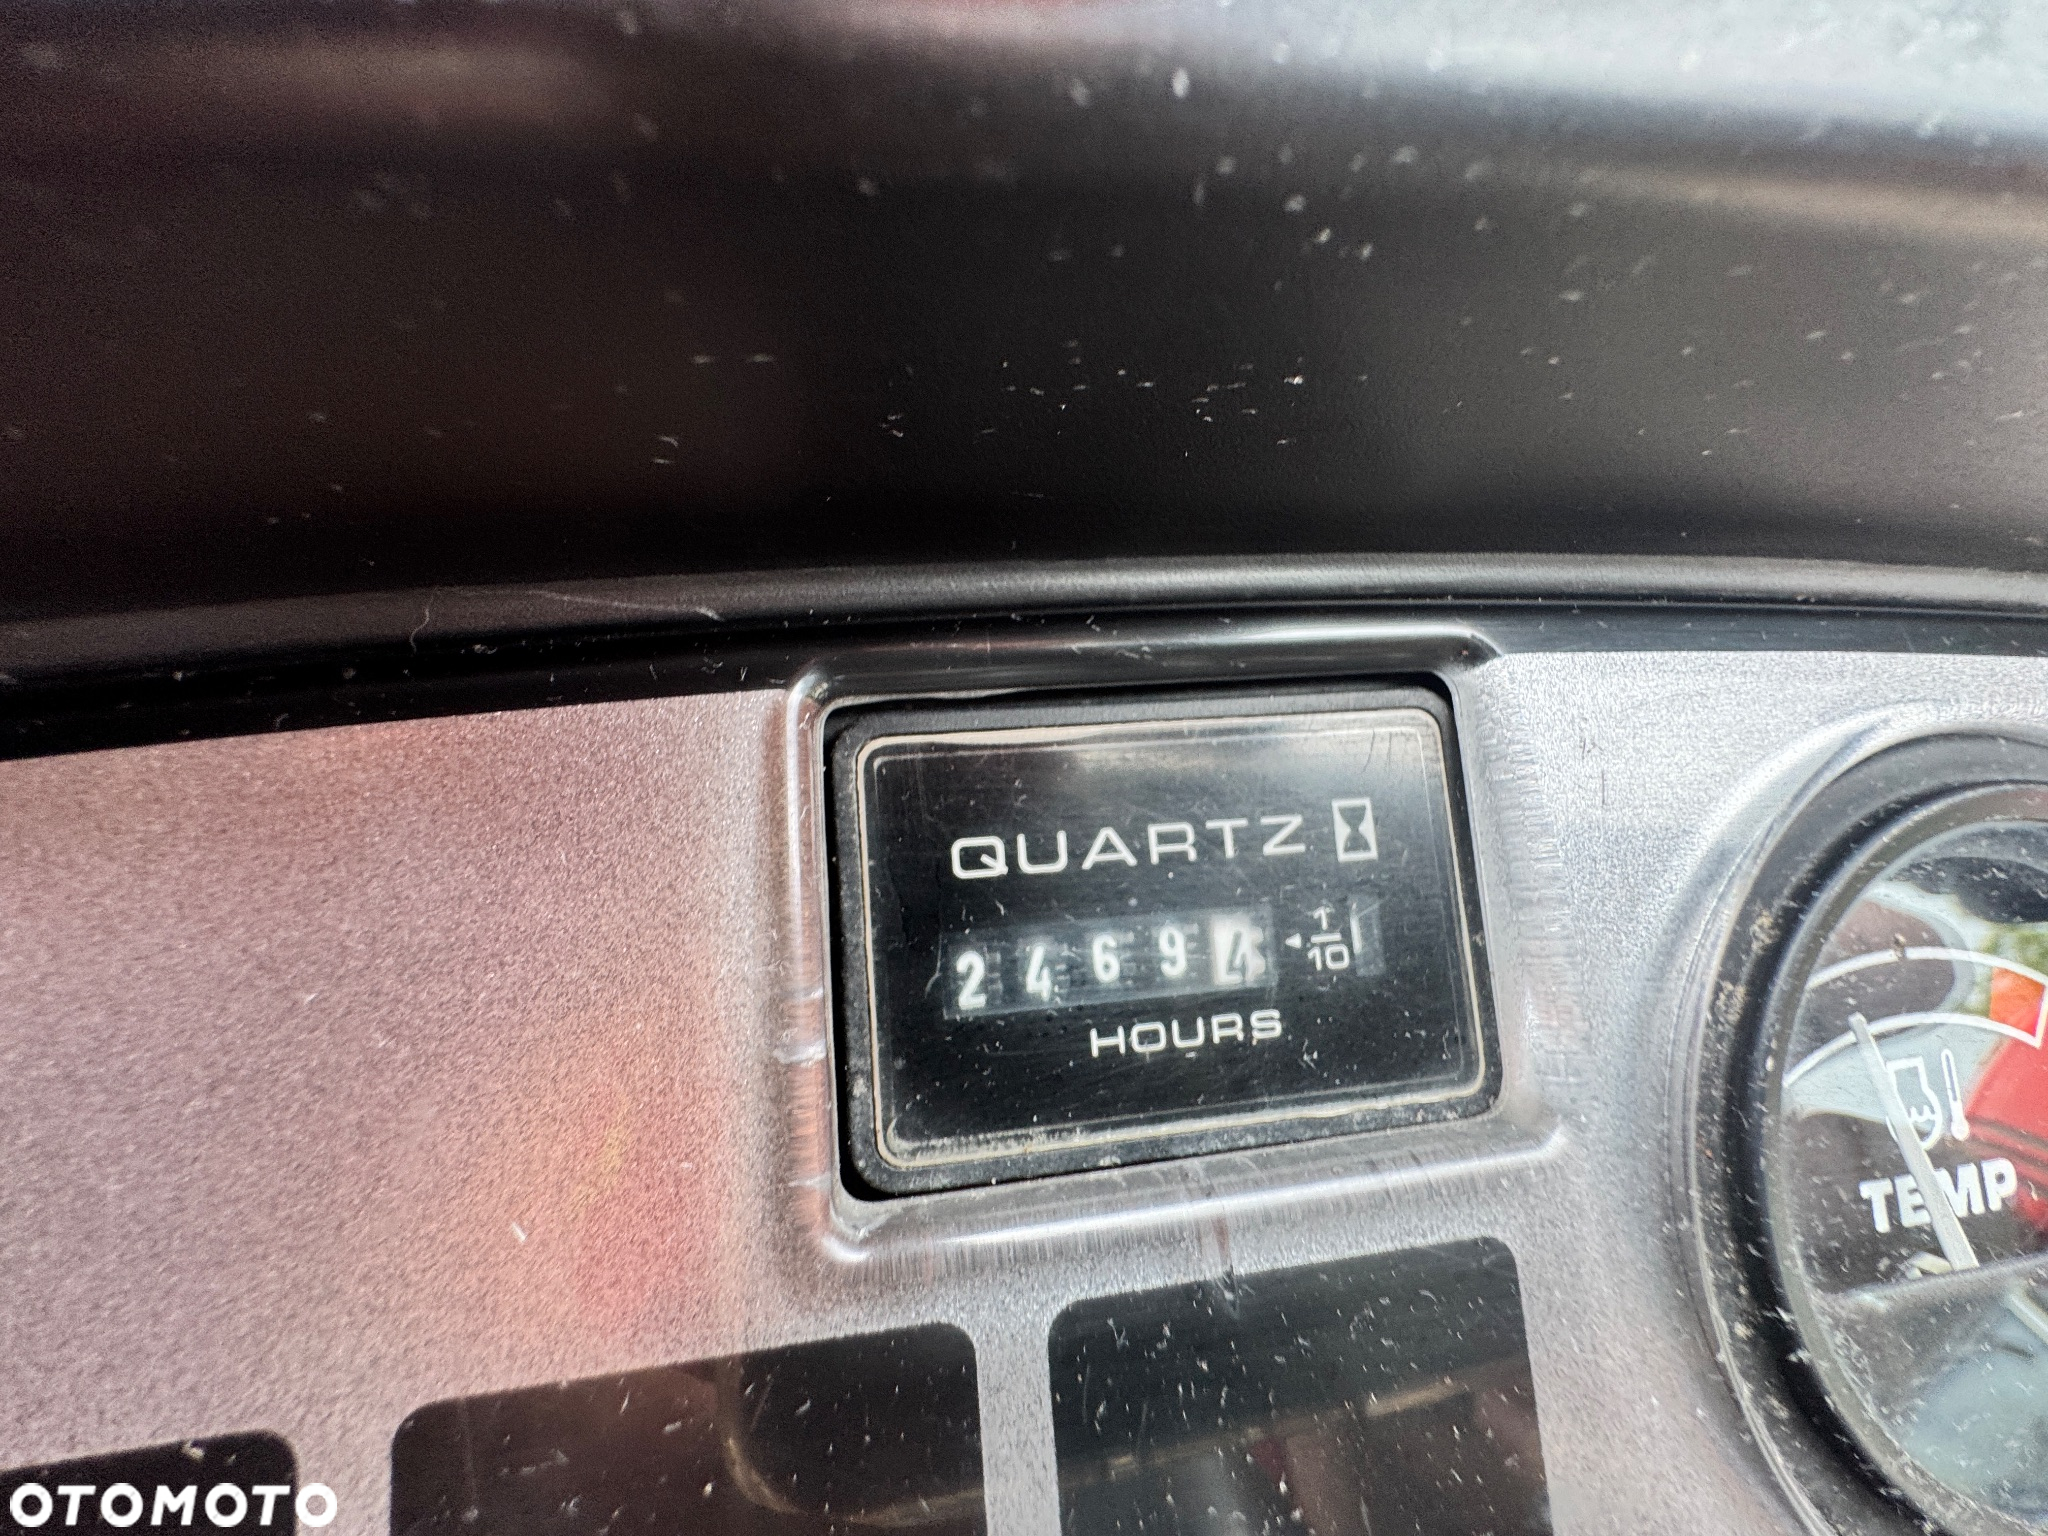 QUARTZ
2 4 6 9 4 1/10
HOURS
TEMP
OTOMOTO